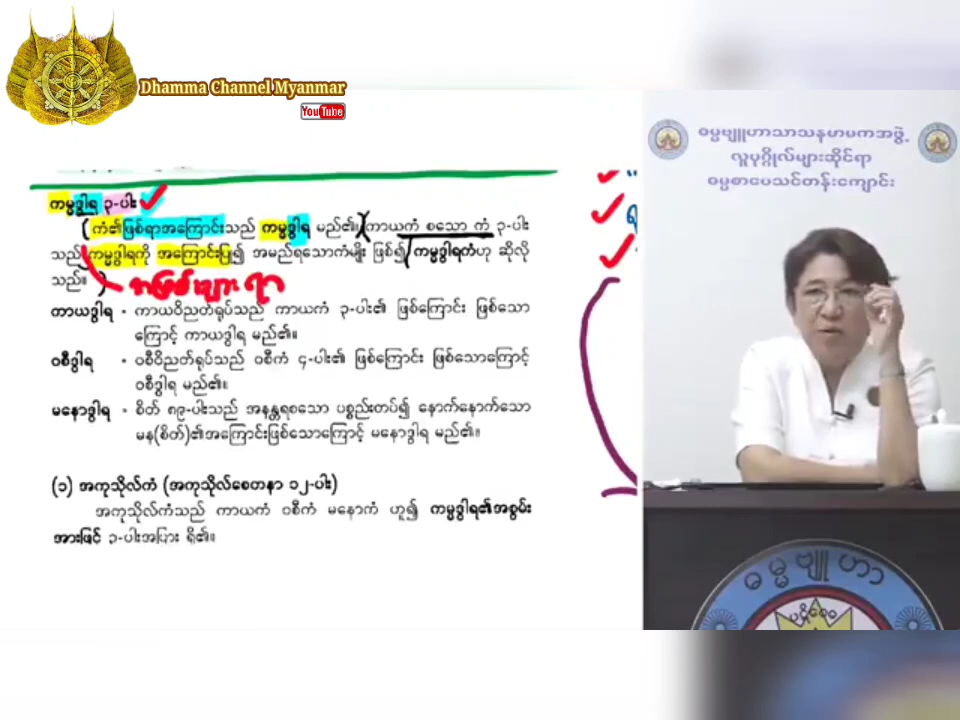 Dhamma Channel Myanmar
YouTube
ဓမ္မဗျူဟာသာသနာမာမကအဖွဲ့
လူပုဂ္ဂိုလ်များဆိုင်ရာ
ဓမ္မစာပေသင်တန်းကျောင်း
ကမ္မဒွါရ ၃-ပါး
ကံ၏ဖြစ်ရာအကြောင်းသည် ကမ္မဒွါရ မည်၏။ ကာယကံ စသော ကံ ၃-ပါး
သည် ကမ္မဒွါရကို အကြောင်းပြု၍ အမည်ရသောကံမျိုး ဖြစ်၍ ကမ္မဒွါရကံဟု ဆိုလို
သည်။
အဖြစ်များရာ
ကာယဒွါရ - ကာယဝိညတ်ရုပ်သည် ကာယကံ ၃-ပါး၏ ဖြစ်ကြောင်း ဖြစ်သော
ကြောင့် ကာယဒွါရ မည်၏။
ဝစီဒွါရ - ဝစီဝိညတ်ရုပ်သည် ဝစီကံ ၄-ပါး၏ ဖြစ်ကြောင်း ဖြစ်သောကြောင့်
ဝစီဒွါရ မည်၏။
မနောဒွါရ - စိတ် ၈၉-ပါးသည် အနန္တရစသော ပစ္စည်းတပ်၍ နောက်နောက်သော
မန(စိတ်)၏အကြောင်းဖြစ်သောကြောင့် မနောဒွါရ မည်၏။
(၁) အကုသိုလ်ကံ (အကုသိုလ်စေတနာ ၁၂-ပါး)
အကုသိုလ်ကံသည် ကာယကံ ဝစီကံ မနောကံ ဟူ၍ ကမ္မဒွါရ၏အစွမ်း
အားဖြင့် ၃-ပါးအပြား ရှိ၏။
ဓမ္မဗျူဟာ